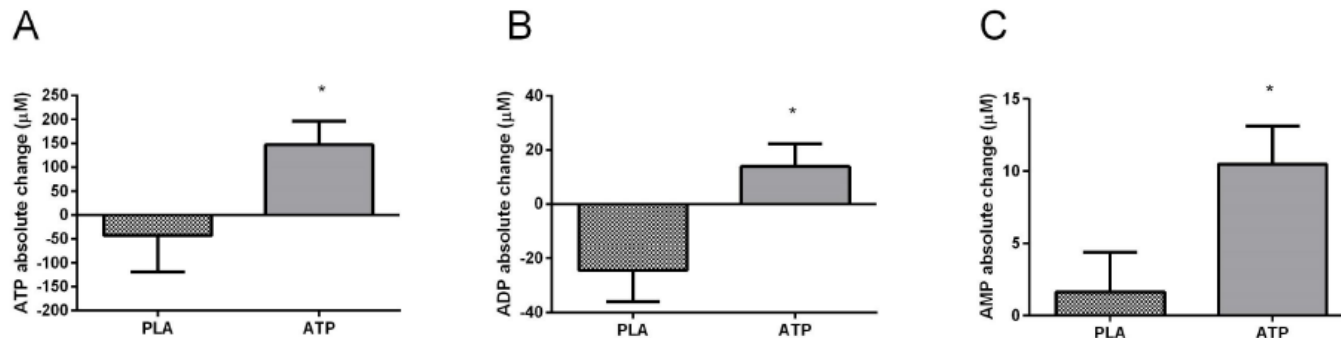 A
B
C
ATP absolute change (μM)
250
200
150
100
50
0
-50
-100
-150
-200
*
PLA
ATP
ADP absolute change (μM)
40
20
0
-20
-40
*
PLA
ATP
AMP absolute change (μM)
15
10
5
0
*
PLA
ATP